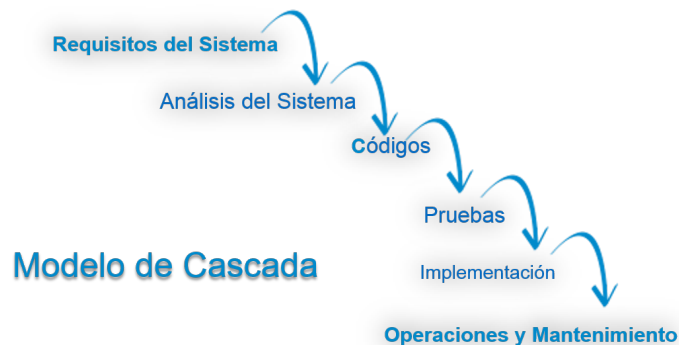 Requisitos del Sistema
Análisis del Sistema
Códigos
Pruebas
Modelo de Cascada
Implementación
Operaciones y Mantenimiento